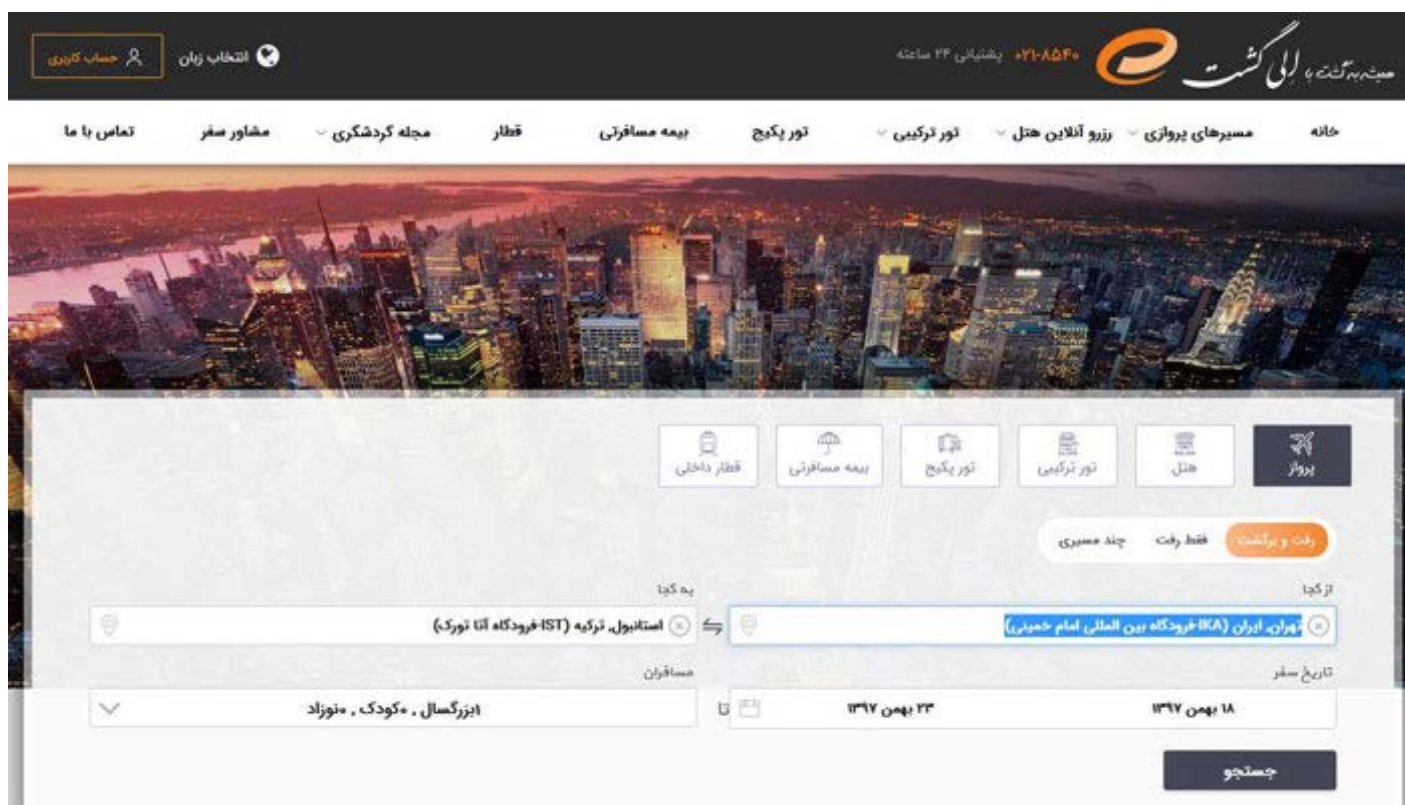 همیشه به گشت با الی گشت
۰۲۱-۸۵۴۰ پشتیبانی ۲۴ ساعته
انتخاب زبان
حساب کاربری
خانه مسیرهای پروازی رزرو آنلاین هتل تور ترکیبی تور پکیج بیمه مسافرتی قطار مجله گردشگری مشاور سفر تماس با ما
پرواز هتل تور ترکیبی تور پکیج بیمه مسافرتی قطار داخلی
رفت و برگشت فقط رفت چند مسیری
از کجا به کجا
تهران, ایران (IKA-فرودگاه بین المللی امام خمینی) استانبول, ترکیه (IST-فرودگاه آتا تورک)
تاریخ سفر مسافران
۱۸ بهمن ۱۳۹۷ ۲۳ بهمن ۱۳۹۷ تا ۱بزرگسال , ۰کودک , ۰نوزاد
جستجو